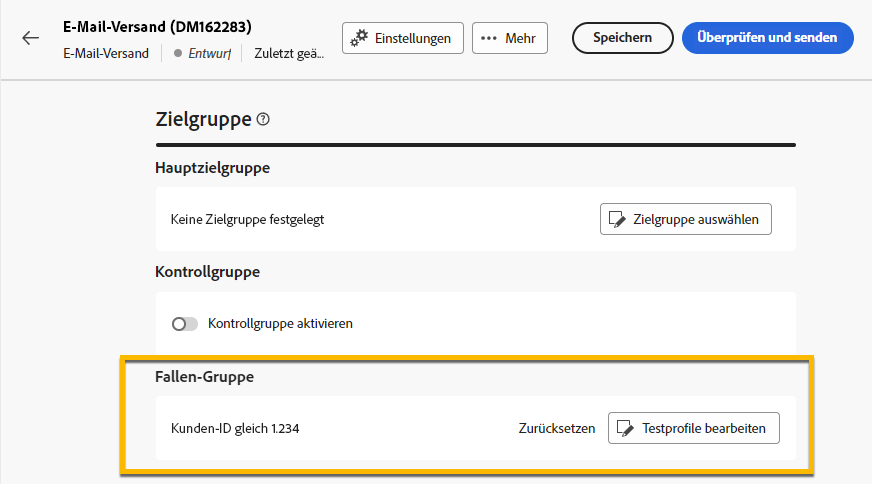 E-Mail-Versand (DM162283)
E-Mail-Versand
Entwurf
Zuletzt geä...
Einstellungen
Mehr
Speichern
Überprüfen und senden
Zielgruppe
Hauptzielgruppe
Keine Zielgruppe festgelegt
Zielgruppe auswählen
Kontrollgruppe
Kontrollgruppe aktivieren
Fallen-Gruppe
Kunden-ID gleich 1.234
Zurücksetzen
Testprofile bearbeiten